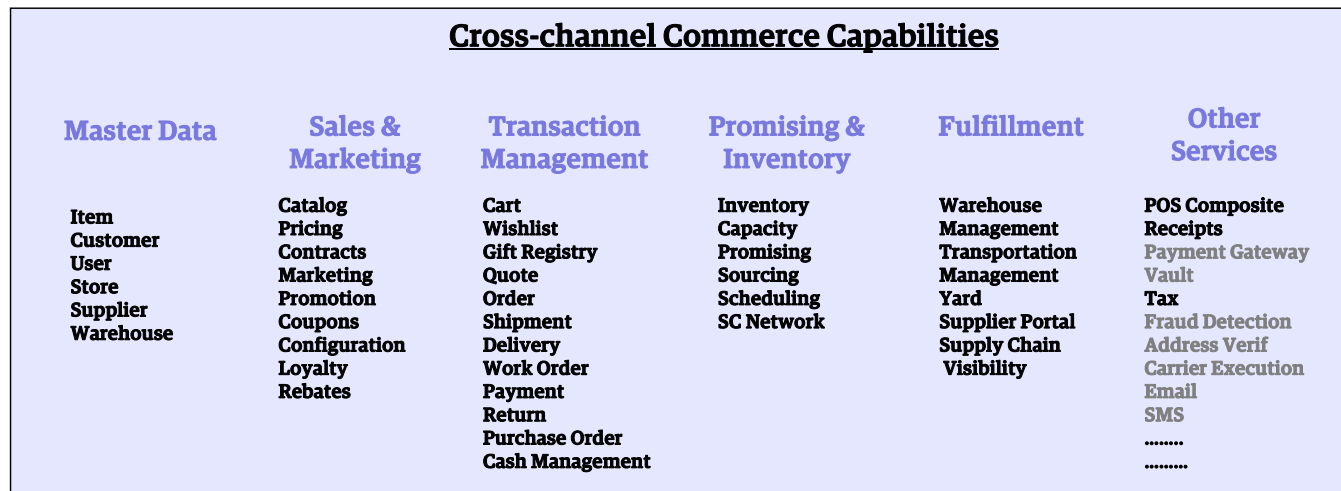 Cross-channel Commerce Capabilities
Master Data
Item
Customer
User
Store
Supplier
Warehouse
Sales &
Marketing
Catalog
Pricing
Contracts
Marketing
Promotion
Coupons
Configuration
Loyalty
Rebates
Transaction
Management
Cart
Wishlist
Gift Registry
Quote
Order
Shipment
Delivery
Work Order
Payment
Return
Purchase Order
Cash Management
Promising &
Inventory
Inventory
Capacity
Promising
Sourcing
Scheduling
SC Network
Fulfillment
Warehouse
Management
Transportation
Management
Yard
Supplier Portal
Supply Chain
Visibility
Other
Services
POS Composite
Receipts
Payment Gateway
Vault
Tax
Fraud Detection
Address Verif
Carrier Execution
Email
SMS
........
.........